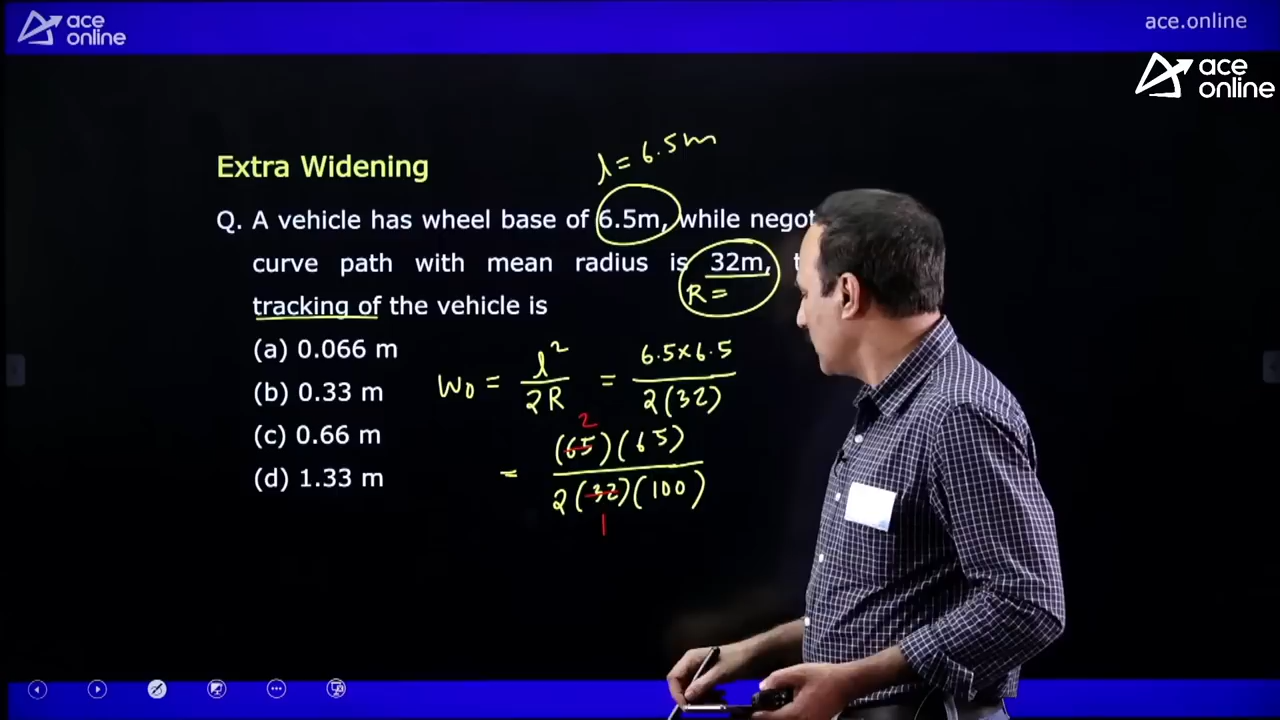 ace online
ace.online
ace online
l = 6.5m
Extra Widening
Q. A vehicle has wheel base of 6.5m, while negot
curve path with mean radius is 32m, t
R =
tracking of the vehicle is
(a) 0.066 m
(b) 0.33 m
(c) 0.66 m
(d) 1.33 m
W₀ = l²/2R = 6.5×6.5/2(32)
2
= (65)(65)/2(32)(100)
1